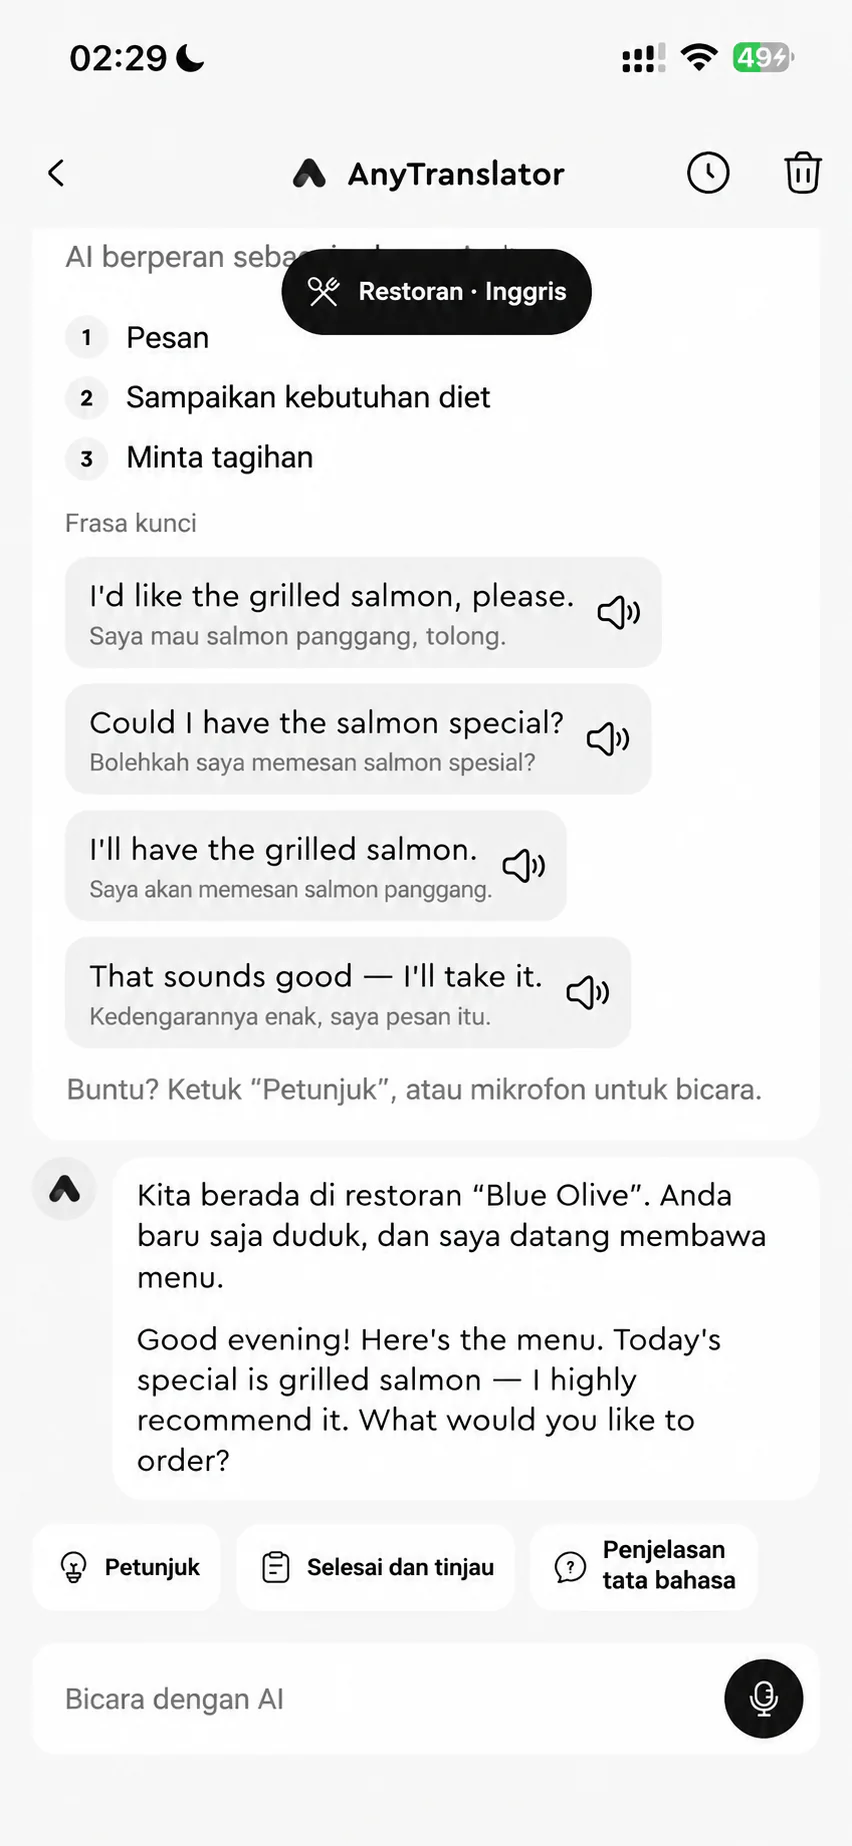 02:29
49
AnyTranslator
AI berperan
Restoran · Inggris
1 Pesan
2 Sampaikan kebutuhan diet
3 Minta tagihan
Frasa kunci
I'd like the grilled salmon, please.
Saya mau salmon panggang, tolong.
Could I have the salmon special?
Bolehkah saya memesan salmon spesial?
I'll have the grilled salmon.
Saya akan memesan salmon panggang.
That sounds good — I'll take it.
Kedengarannya enak, saya pesan itu.
Buntu? Ketuk “Petunjuk”, atau mikrofon untuk bicara.
Kita berada di restoran “Blue Olive”. Anda
baru saja duduk, dan saya datang membawa
menu.
Good evening! Here's the menu. Today's
special is grilled salmon — I highly
recommend it. What would you like to
order?
Petunjuk
Selesai dan tinjau
Penjelasan
tata bahasa
Bicara dengan AI